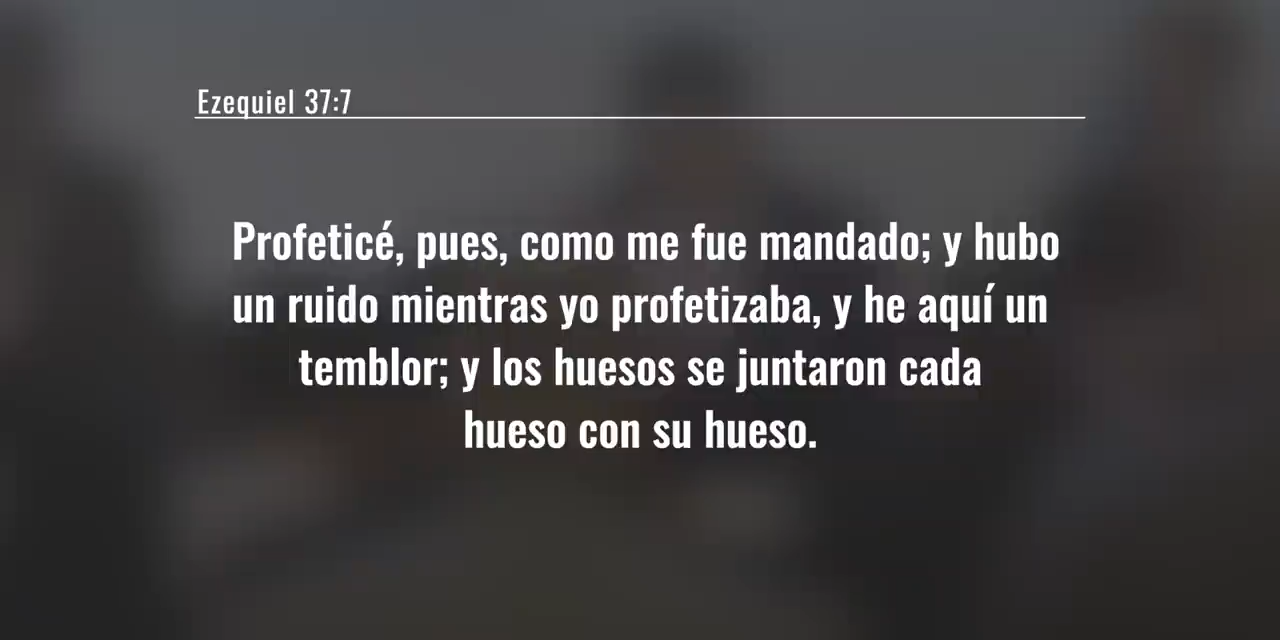 Ezequiel 37:7
Profeticé, pues, como me fue mandado; y hubo
un ruido mientras yo profetizaba, y he aquí un
temblor; y los huesos se juntaron cada
hueso con su hueso.